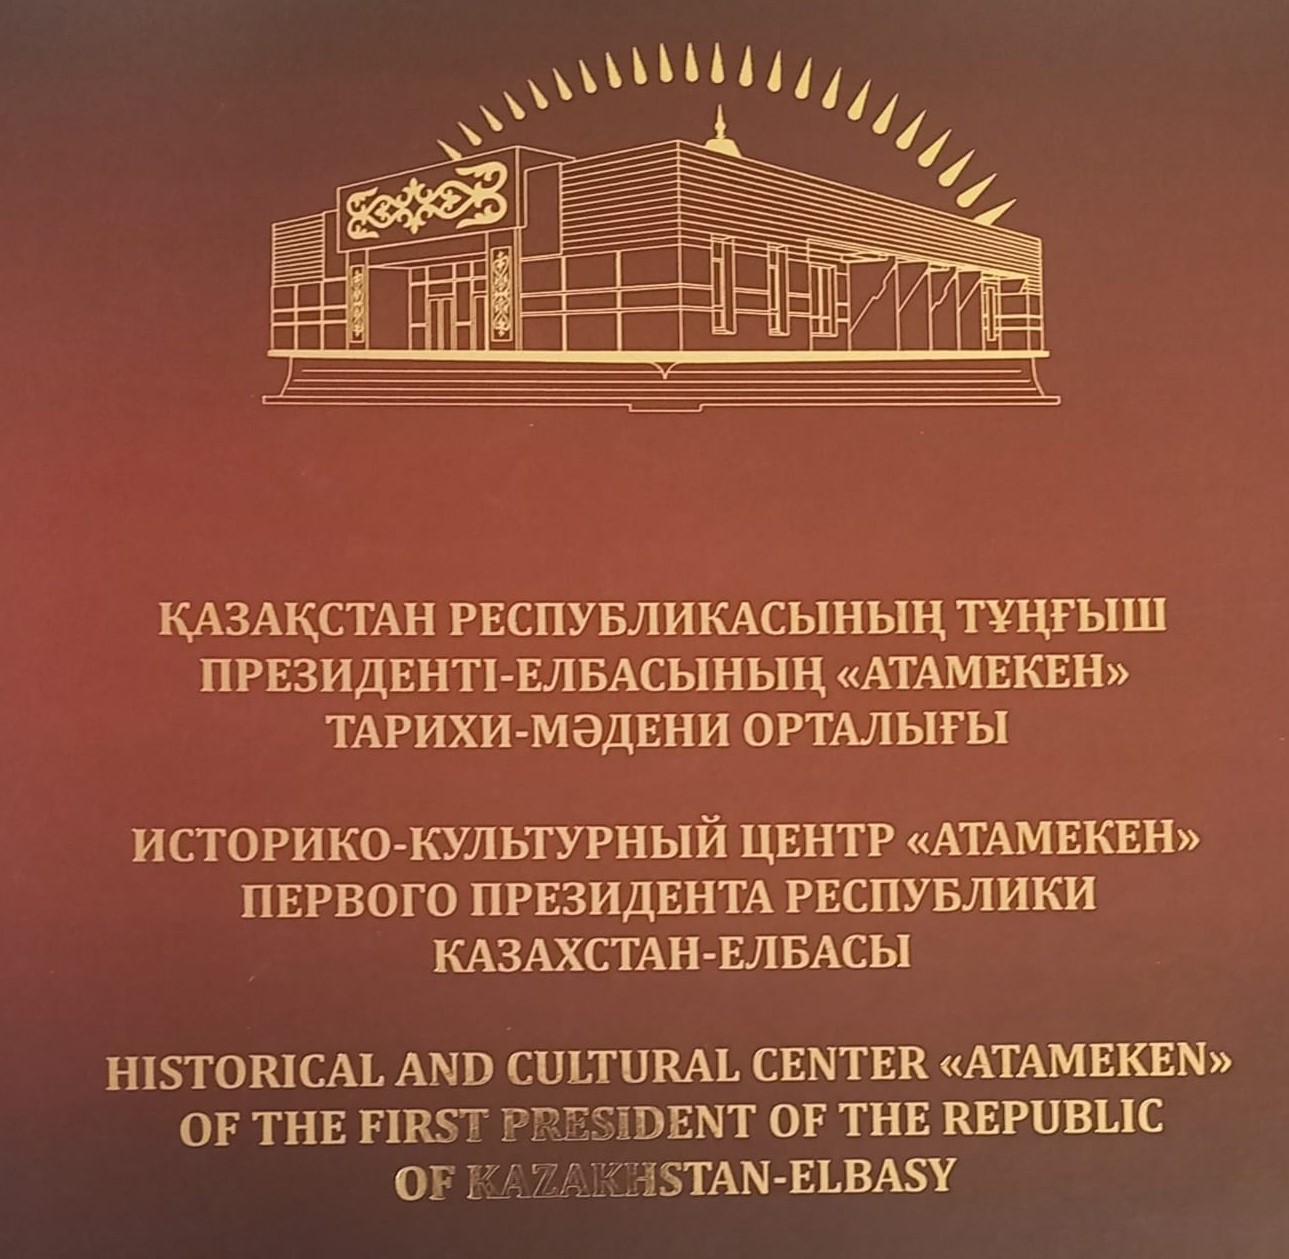 ҚАЗАҚСТАН РЕСПУБЛИКАСЫНЫҢ ТҰҢҒЫШ
ПРЕЗИДЕНТІ-ЕЛБАСЫНЫҢ «АТАМЕКЕН»
ТАРИХИ-МӘДЕНИ ОРТАЛЫҒЫ
ИСТОРИКО-КУЛЬТУРНЫЙ ЦЕНТР «АТАМЕКЕН»
ПЕРВОГО ПРЕЗИДЕНТА РЕСПУБЛИКИ
КАЗАХСТАН-ЕЛБАСЫ
HISTORICAL AND CULTURAL CENTER «ATAMEKEN»
OF THE FIRST PRESIDENT OF THE REPUBLIC
OF KAZAKHSTAN-ELBASY